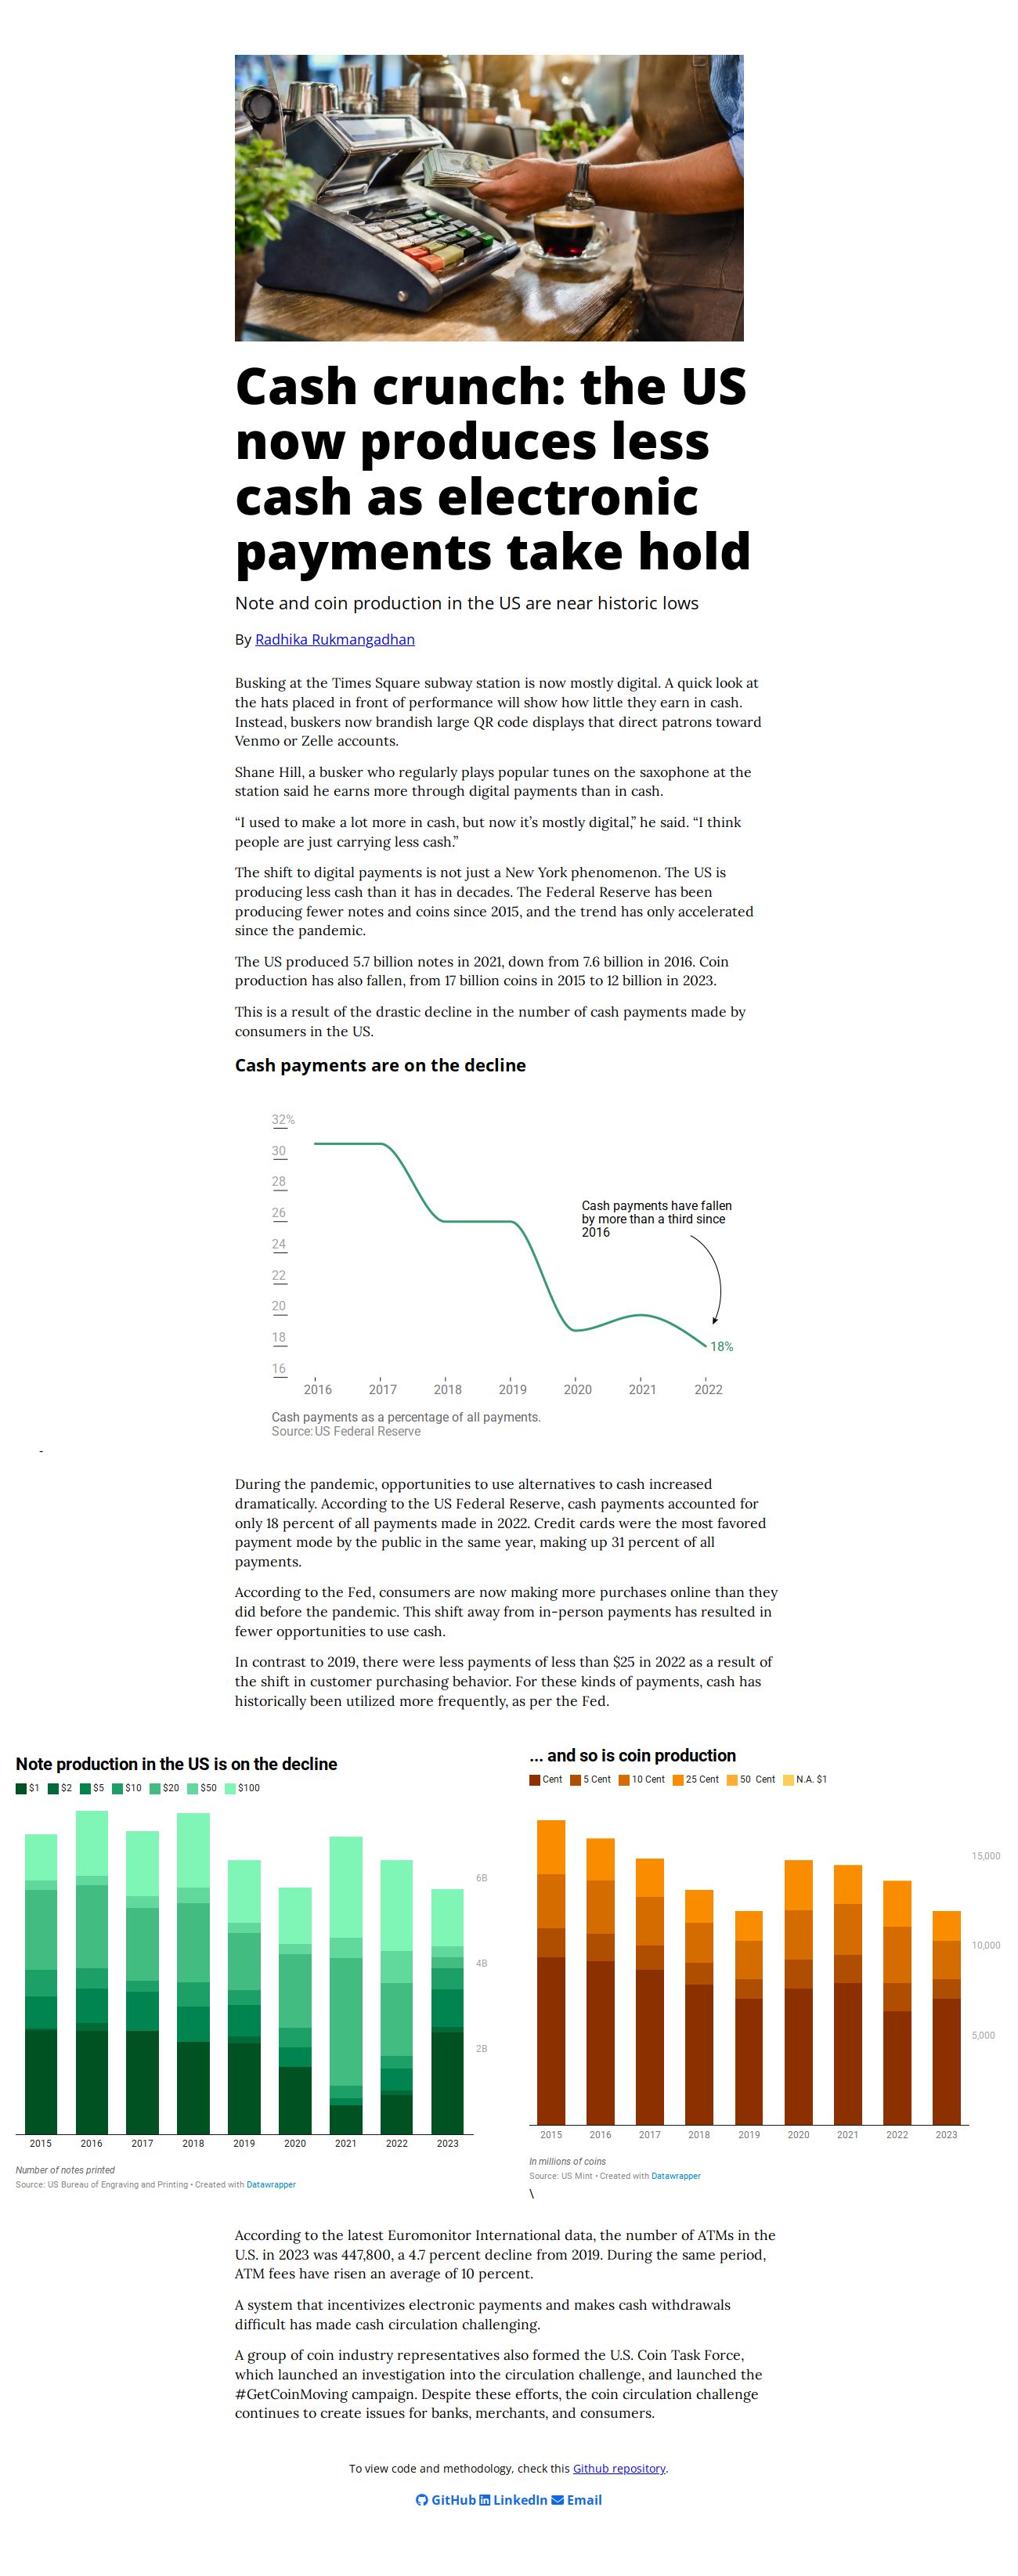 Cash crunch: the US
now produces less
cash as electronic
payments take hold
Note and coin production in the US are near historic lows
By Radhika Rukmangadhan
Busking at the Times Square subway station is now mostly digital. A quick look at
the hats placed in front of performance will show how little they earn in cash.
Instead, buskers now brandish large QR code displays that direct patrons toward
Venmo or Zelle accounts.
Shane Hill, a busker who regularly plays popular tunes on the saxophone at the
station said he earns more through digital payments than in cash.
“I used to make a lot more in cash, but now it’s mostly digital,” he said. “I think
people are just carrying less cash.”
The shift to digital payments is not just a New York phenomenon. The US is
producing less cash than it has in decades. The Federal Reserve has been
producing fewer notes and coins since 2015, and the trend has only accelerated
since the pandemic.
The US produced 5.7 billion notes in 2021, down from 7.6 billion in 2016. Coin
production has also fallen, from 17 billion coins in 2015 to 12 billion in 2023.
This is a result of the drastic decline in the number of cash payments made by
consumers in the US.
Cash payments are on the decline
32%
30
28
26
24
22
20
18
16
Cash payments have fallen
by more than a third since
2016
18%
2016 2017 2018 2019 2020 2021 2022
Cash payments as a percentage of all payments.
Source: US Federal Reserve
-
During the pandemic, opportunities to use alternatives to cash increased
dramatically. According to the US Federal Reserve, cash payments accounted for
only 18 percent of all payments made in 2022. Credit cards were the most favored
payment mode by the public in the same year, making up 31 percent of all
payments.
According to the Fed, consumers are now making more purchases online than they
did before the pandemic. This shift away from in-person payments has resulted in
fewer opportunities to use cash.
In contrast to 2019, there were less payments of less than $25 in 2022 as a result of
the shift in customer purchasing behavior. For these kinds of payments, cash has
historically been utilized more frequently, as per the Fed.
Note production in the US is on the decline
$1 $2 $5 $10 $20 $50 $100
6B
4B
2B
2015 2016 2017 2018 2019 2020 2021 2022 2023
Number of notes printed
Source: US Bureau of Engraving and Printing • Created with Datawrapper
... and so is coin production
Cent 5 Cent 10 Cent 25 Cent 50 Cent N.A. $1
15,000
10,000
5,000
2015 2016 2017 2018 2019 2020 2021 2022 2023
In millions of coins
Source: US Mint • Created with Datawrapper
\
According to the latest Euromonitor International data, the number of ATMs in the
U.S. in 2023 was 447,800, a 4.7 percent decline from 2019. During the same period,
ATM fees have risen an average of 10 percent.
A system that incentivizes electronic payments and makes cash withdrawals
difficult has made cash circulation challenging.
A group of coin industry representatives also formed the U.S. Coin Task Force,
which launched an investigation into the circulation challenge, and launched the
#GetCoinMoving campaign. Despite these efforts, the coin circulation challenge
continues to create issues for banks, merchants, and consumers.
To view code and methodology, check this Github repository.
GitHub LinkedIn Email